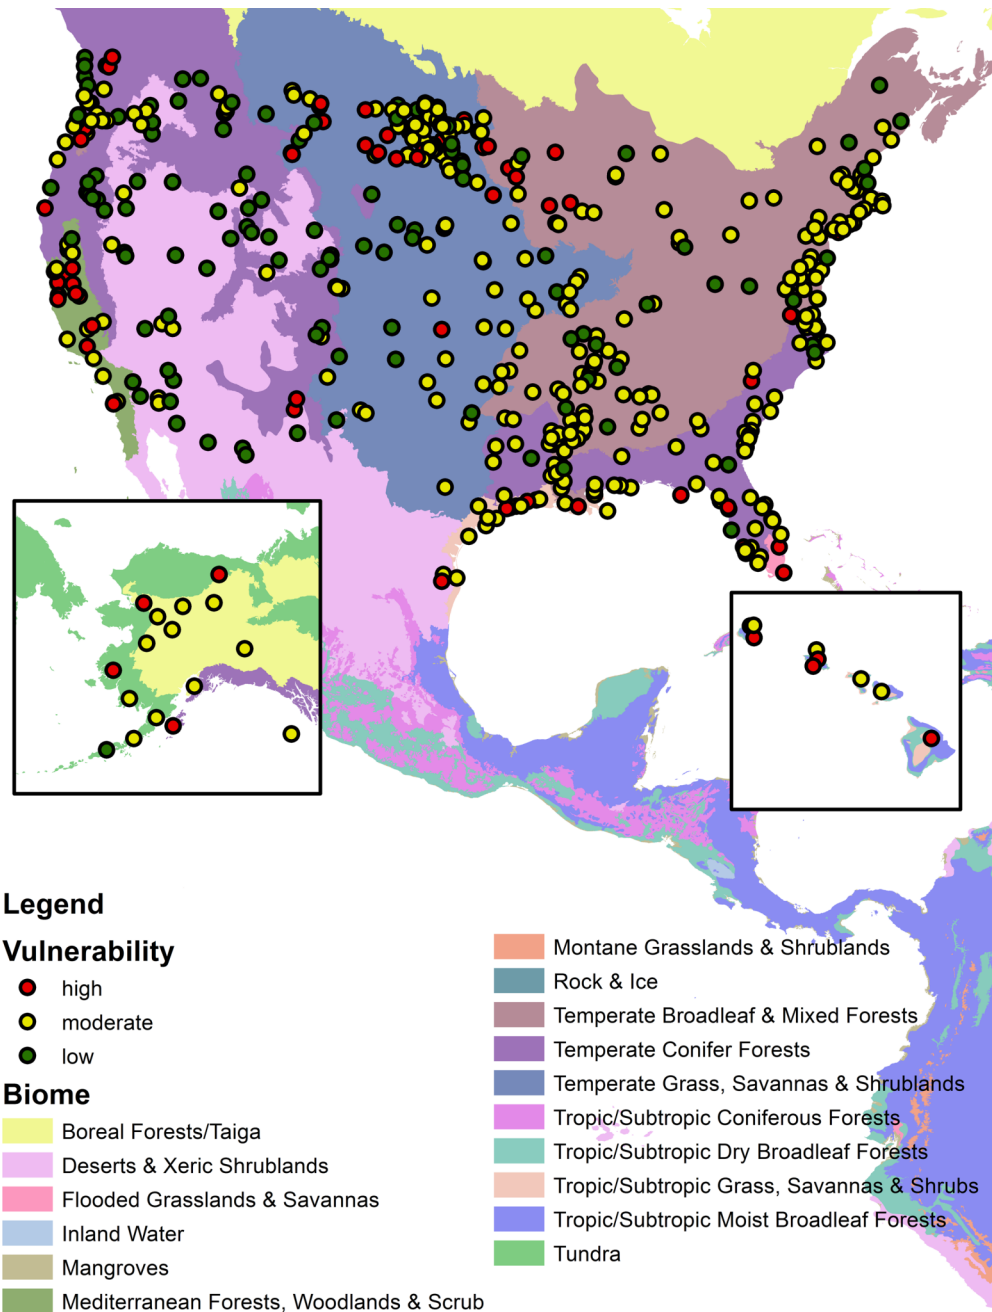 Legend
Vulnerability
high
moderate
low
Biome
Boreal Forests/Taiga
Deserts & Xeric Shrublands
Flooded Grasslands & Savannas
Inland Water
Mangroves
Mediterranean Forests, Woodlands & Scrub
Montane Grasslands & Shrublands
Rock & Ice
Temperate Broadleaf & Mixed Forests
Temperate Conifer Forests
Temperate Grass, Savannas & Shrublands
Tropic/Subtropic Coniferous Forests
Tropic/Subtropic Dry Broadleaf Forests
Tropic/Subtropic Grass, Savannas & Shrubs
Tropic/Subtropic Moist Broadleaf Forests
Tundra